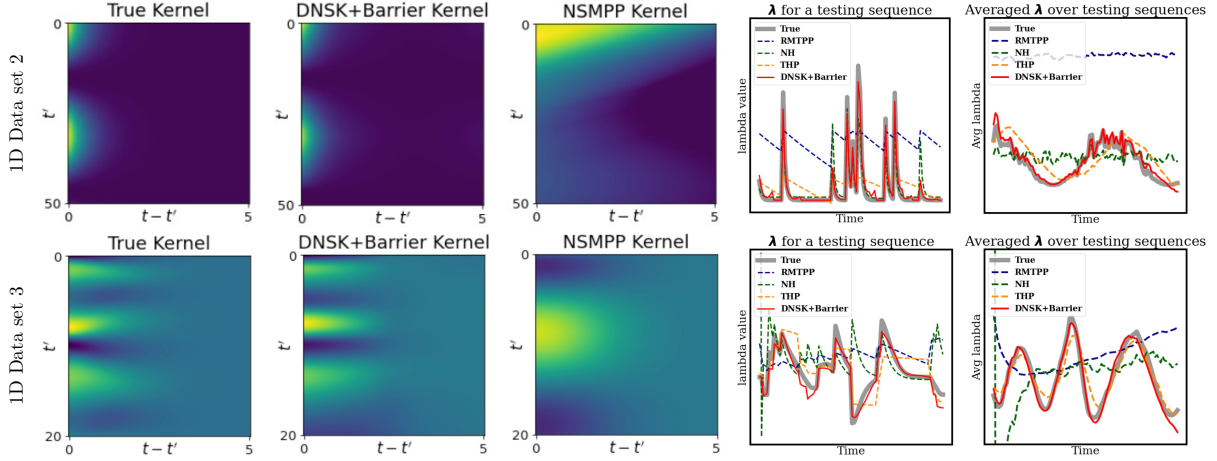 True Kernel
DNSK+Barrier Kernel
NSMPP Kernel
λ for a testing sequence
Averaged λ over testing sequences
1D Data set 2
0
t'
50
0
t − t'
5
0
t'
50
0
t − t'
5
0
t'
50
0
t − t'
5
lambda value
True
RMTPP
NH
THP
DNSK+Barrier
Time
Avg lambda
True
RMTPP
NH
THP
DNSK+Barrier
Time
True Kernel
DNSK+Barrier Kernel
NSMPP Kernel
λ for a testing sequence
Averaged λ over testing sequences
1D Data set 3
0
t'
20
0
t − t'
5
0
t'
20
0
t − t'
5
0
t'
20
0
t − t'
5
lambda value
True
RMTPP
NH
THP
DNSK+Barrier
Time
Avg lambda
True
RMTPP
NH
THP
DNSK+Barrier
Time